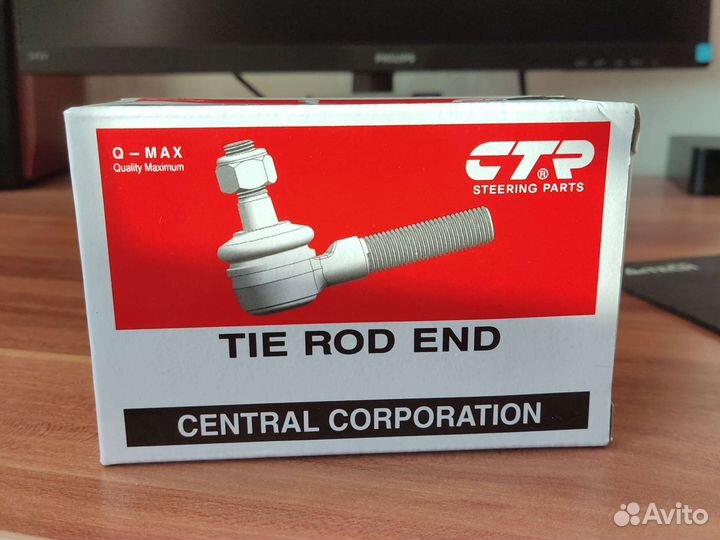 PHILIPS
Q – MAX
Quality Maximum
CTR
®
STEERING PARTS
TIE ROD END
CENTRAL CORPORATION
Avito